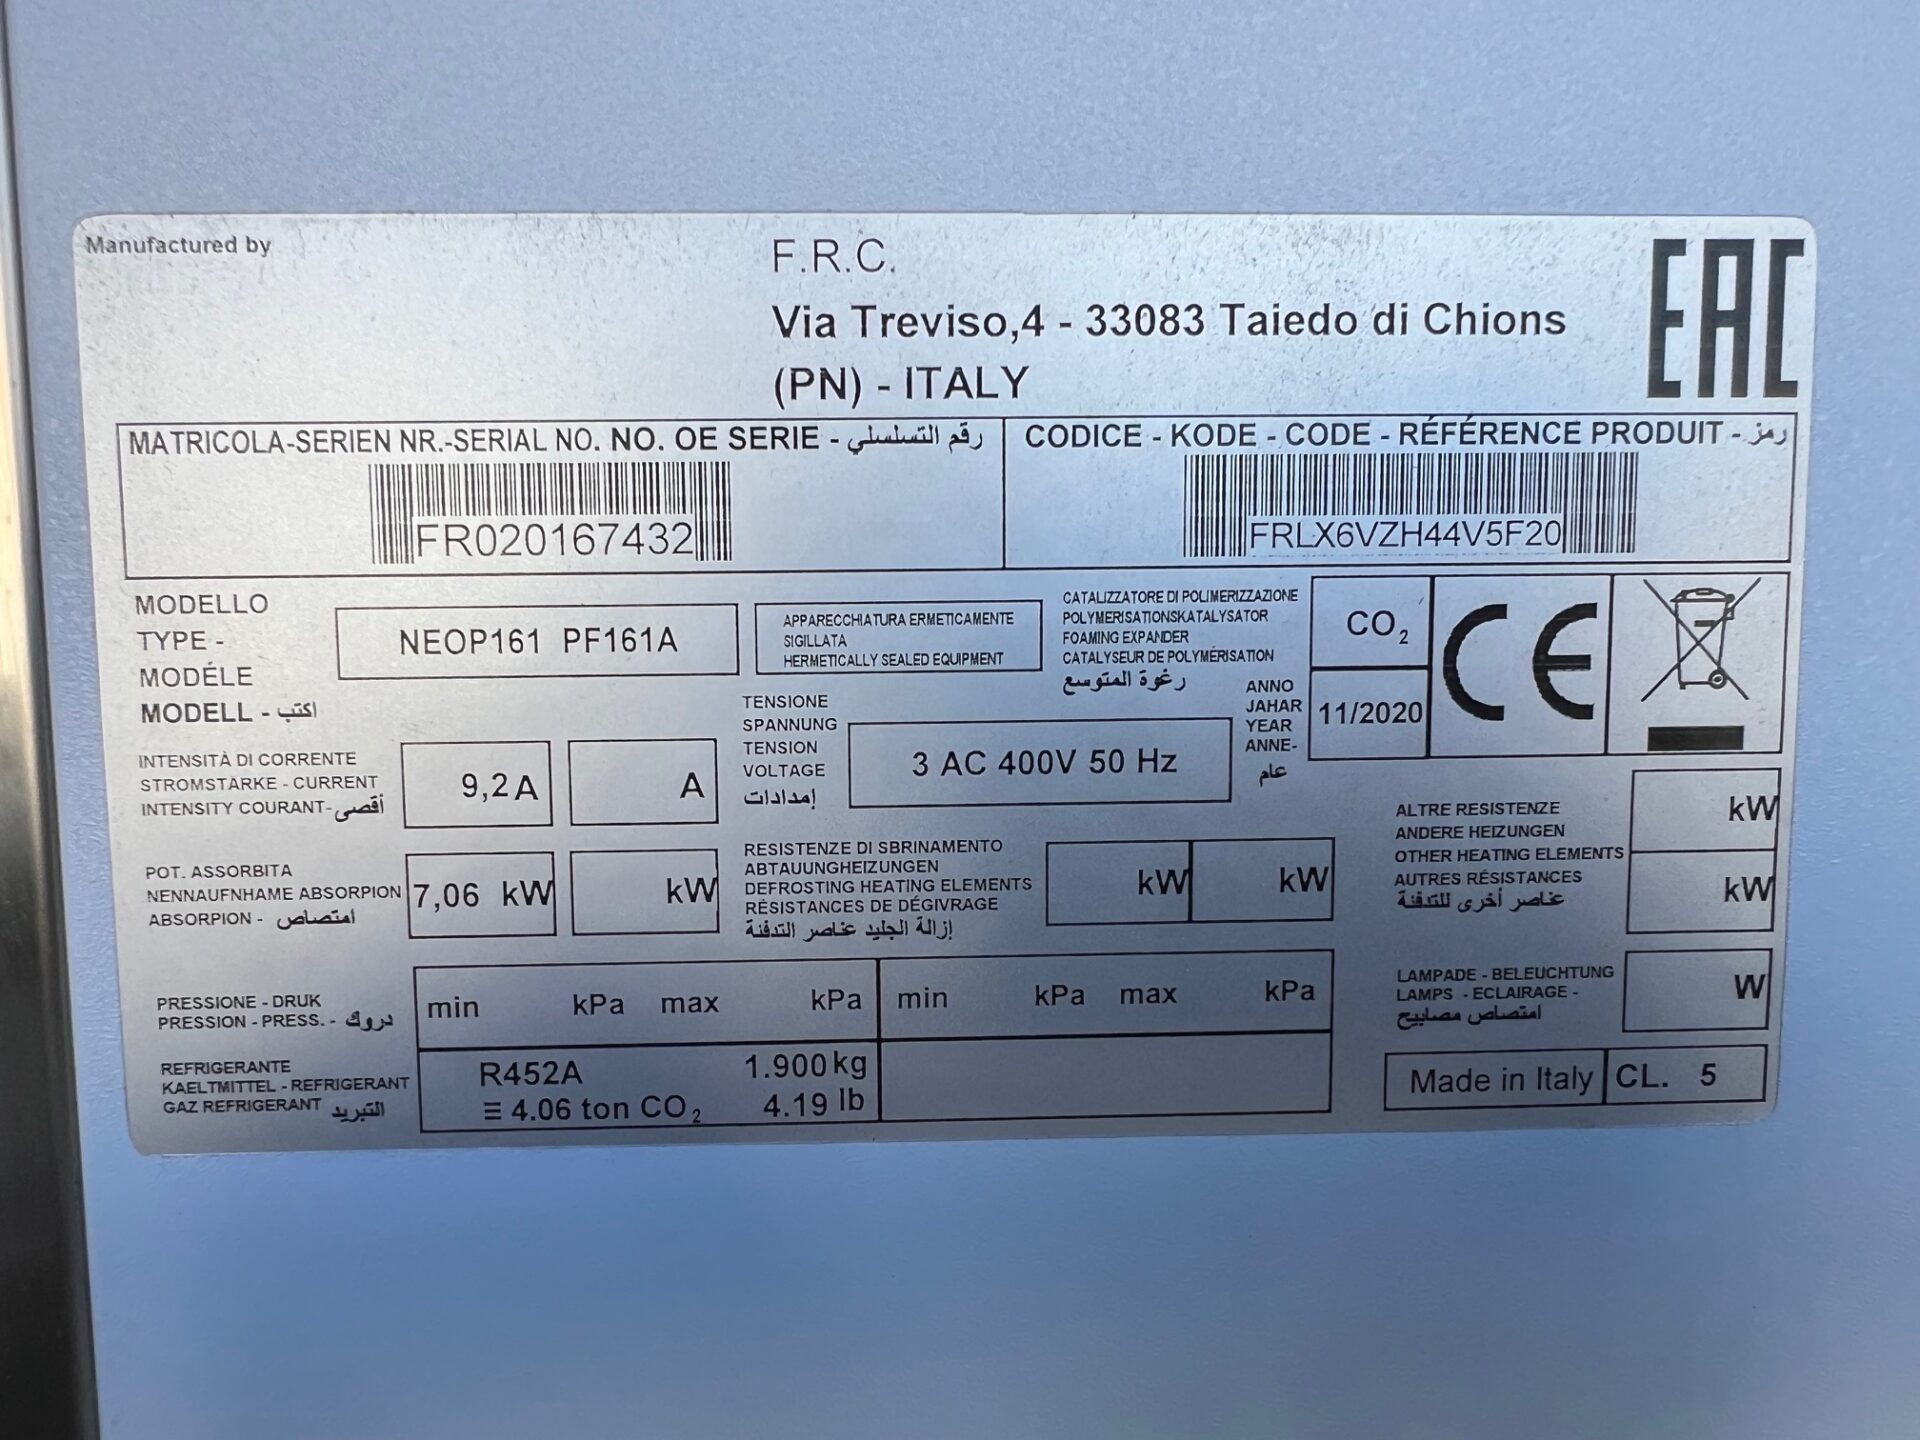 Manufactured by
F.R.C.
Via Treviso,4 - 33083 Taiedo di Chions
(PN) - ITALY
EAC
MATRICOLA-SERIEN NR.-SERIAL NO. NO. OE SERIE - رقم التسلسلي
FR020167432
CODICE - KODE - CODE - RÉFÉRENCE PRODUIT - رمز
FRLX6VZH44V5F20
MODELLO
TYPE -
MODÉLE
MODELL - اكتب
NEOP161 PF161A
APPARECCHIATURA ERMETICAMENTE
SIGILLATA
HERMETICALLY SEALED EQUIPMENT
CATALIZZATORE DI POLIMERIZZAZIONE
POLYMERISATIONSKATALYSATOR
FOAMING EXPANDER
CATALYSEUR DE POLYMÉRISATION
رغوة المتوسع
CO2
CE
ANNO
JAHAR
YEAR
ANNE-
عام
11/2020
INTENSITÀ DI CORRENTE
STROMSTÄRKE - CURRENT
INTENSITY COURANT- أقصى
9,2 A
A
TENSIONE
SPANNUNG
TENSION
VOLTAGE
إمدادات
3 AC 400V 50 Hz
POT. ASSORBITA
NENNAUFNHAME ABSORPION
ABSORPION - امتصاص
7,06 kW
kW
RESISTENZE DI SBRINAMENTO
ABTAUUNGHEIZUNGEN
DEFROSTING HEATING ELEMENTS
RÉSISTANCES DE DÉGIVRAGE
إزالة الجليد عناصر التدفئة
kW
kW
ALTRE RESISTENZE
ANDERE HEIZUNGEN
OTHER HEATING ELEMENTS
AUTRES RÉSISTANCES
عناصر أخرى للتدفئة
kW
kW
PRESSIONE - DRUK
PRESSION - PRESS. - دروك
min kPa max kPa
min kPa max kPa
LAMPADE - BELEUCHTUNG
LAMPS - ECLAIRAGE -
امتصاص مصابيح
W
REFRIGERANTE
KAELTMITTEL - REFRIGERANT
GAZ REFRIGERANT التبريد
R452A 1.900 kg
≡ 4.06 ton CO2 4.19 lb
Made in Italy
CL. 5